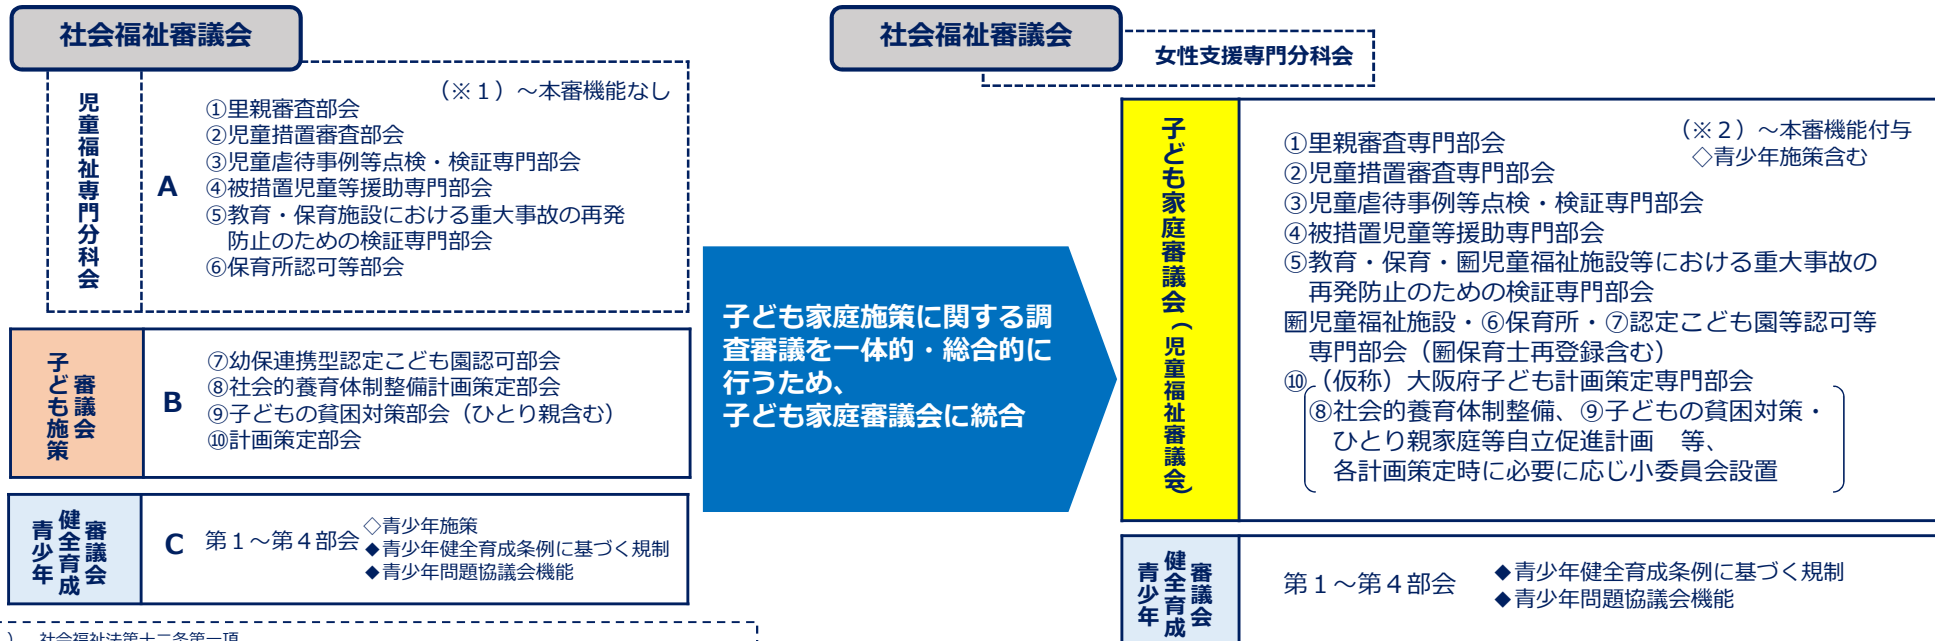 社会福祉審議会
児童福祉専門分科会
A
(※１)～本審機能なし
①里親審査部会
②児童措置審査部会
③児童虐待事例等点検・検証専門部会
④被措置児童等援助専門部会
⑤教育・保育施設における重大事故の再発
防止のための検証専門部会
⑥保育所認可等部会
子ども施策
審議会
B
⑦幼保連携型認定こども園認可部会
⑧社会的養育体制整備計画策定部会
⑨子どもの貧困対策部会（ひとり親含む）
⑩計画策定部会
青少年
健全育成
審議会
C
第１～第４部会
◇青少年施策
◆青少年健全育成条例に基づく規制
◆青少年問題協議会機能
） 社会福祉法第十二条第一項
子ども家庭施策に関する調
査審議を一体的・総合的に
行うため、
子ども家庭審議会に統合
社会福祉審議会
女性支援専門分科会
子ども家庭審議会（児童福祉審議会）
(※２)～本審機能付与
◇青少年施策含む
①里親審査専門部会
②児童措置審査専門部会
③児童虐待事例等点検・検証専門部会
④被措置児童等援助専門部会
⑤教育・保育・🈟児童福祉施設等における重大事故の
再発防止のための検証専門部会
🈟児童福祉施設・⑥保育所・⑦認定こども園等認可等
専門部会（🈟保育士再登録含む）
⑩（仮称）大阪府子ども計画策定専門部会
⑧社会的養育体制整備、⑨子どもの貧困対策・
ひとり親家庭等自立促進計画 等、
各計画策定時に必要に応じ小委員会設置
青少年
健全育成
審議会
第１～第４部会
◆青少年健全育成条例に基づく規制
◆青少年問題協議会機能